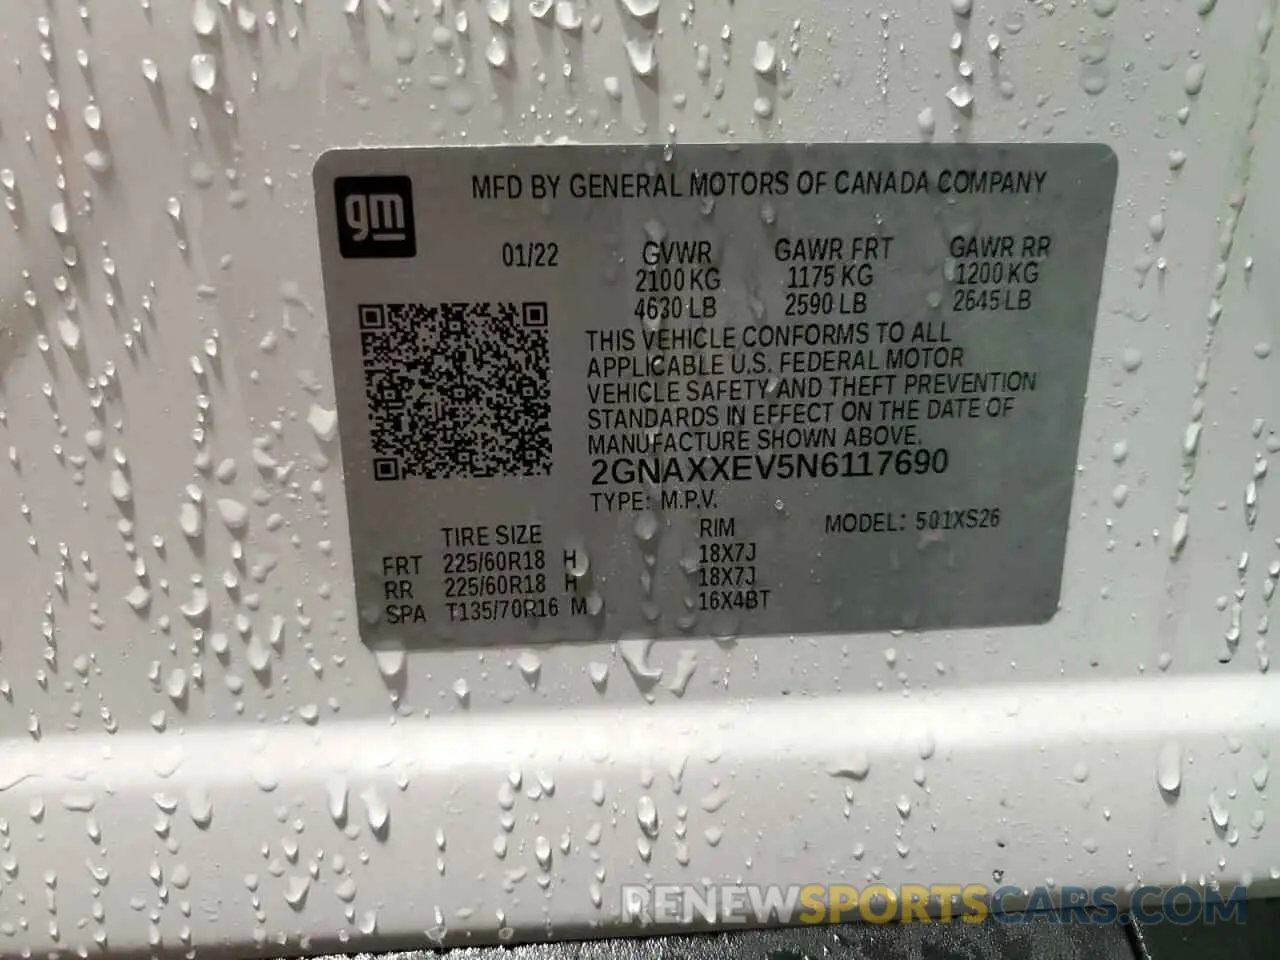 gm
MFD BY GENERAL MOTORS OF CANADA COMPANY
01/22 GVWR GAWR FRT GAWR RR
2100 KG 1175 KG 1200 KG
4630 LB 2590 LB 2645 LB
THIS VEHICLE CONFORMS TO ALL
APPLICABLE U.S. FEDERAL MOTOR
VEHICLE SAFETY AND THEFT PREVENTION
STANDARDS IN EFFECT ON THE DATE OF
MANUFACTURE SHOWN ABOVE.
2GNAXXEV5N6117690
TYPE: M.P.V.
TIRE SIZE RIM MODEL: 501XS26
FRT 225/60R18 H 18X7J
RR 225/60R18 H 18X7J
SPA T135/70R16 M 16X4BT
RENEWSPORTSCARS.COM